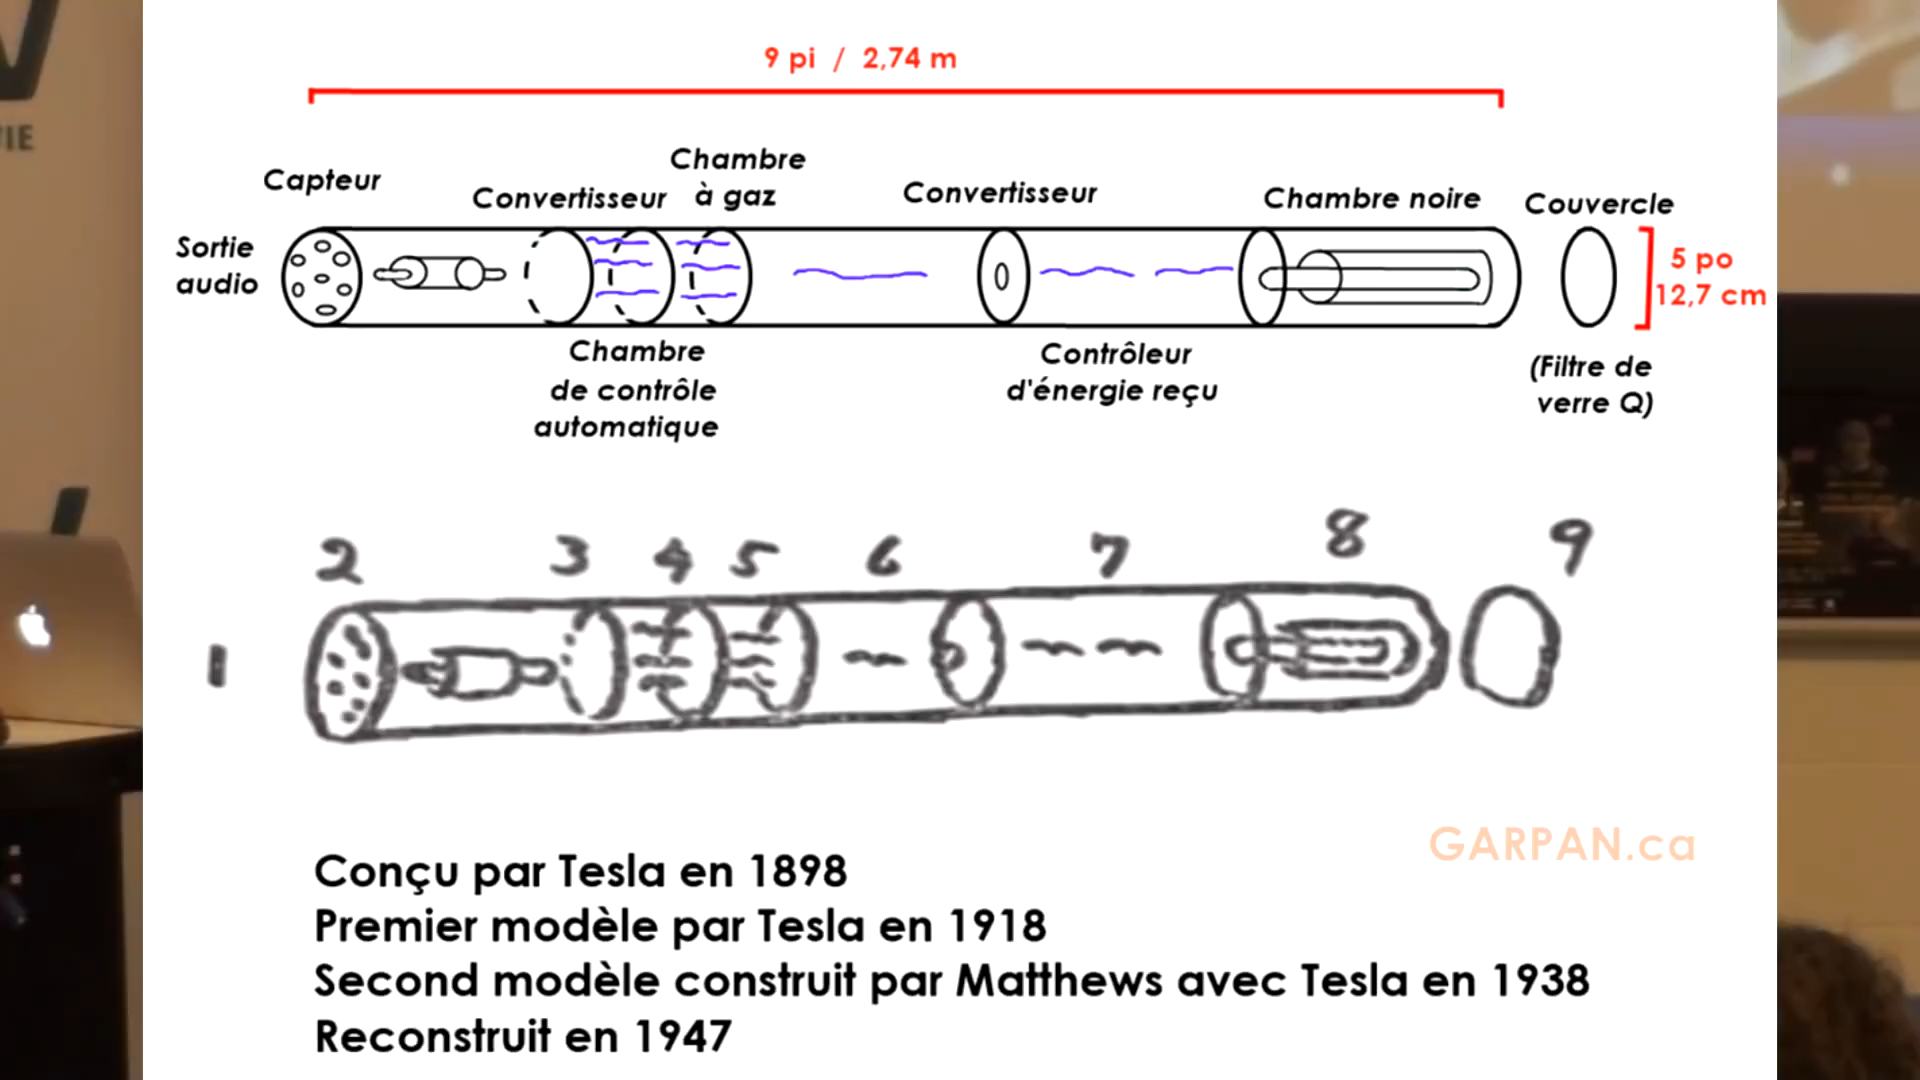 9 pi / 2,74 m
Capteur
Convertisseur
Chambre
à gaz
Convertisseur
Chambre noire
Couvercle
Sortie
audio
5 po
12,7 cm
Chambre
de contrôle
automatique
Contrôleur
d'énergie reçu
(Filtre de
verre Q)
2 3 4 5 6 7 8 9
1
GARPAN.ca
Conçu par Tesla en 1898
Premier modèle par Tesla en 1918
Second modèle construit par Matthews avec Tesla en 1938
Reconstruit en 1947